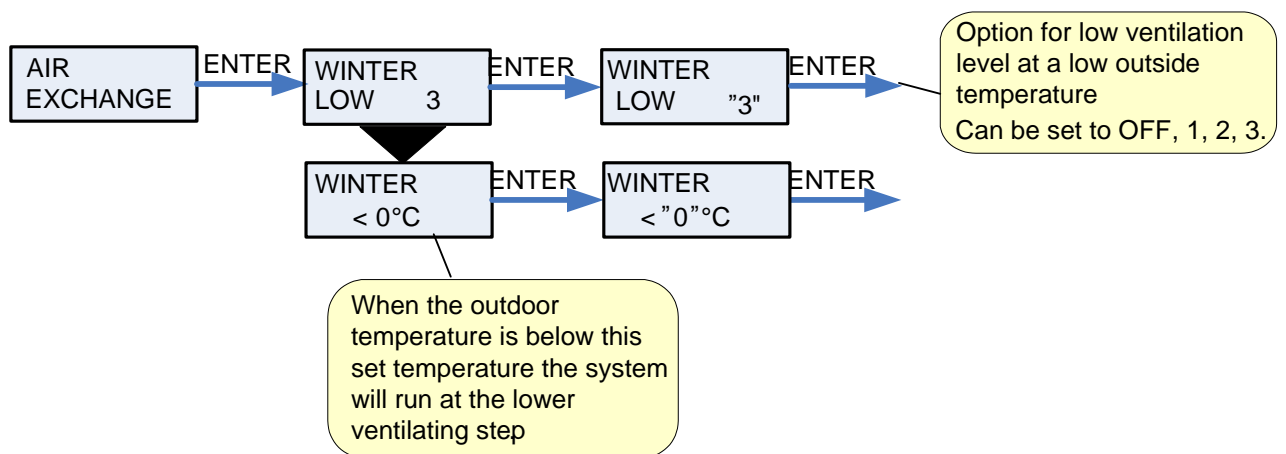 AIR
EXCHANGE
ENTER
WINTER
LOW 3
ENTER
WINTER
LOW ”3"
ENTER
Option for low ventilation
level at a low outside
temperature
Can be set to OFF, 1, 2, 3.
WINTER
< 0°C
ENTER
WINTER
< ”0”°C
ENTER
When the outdoor
temperature is below this
set temperature the system
will run at the lower
ventilating step